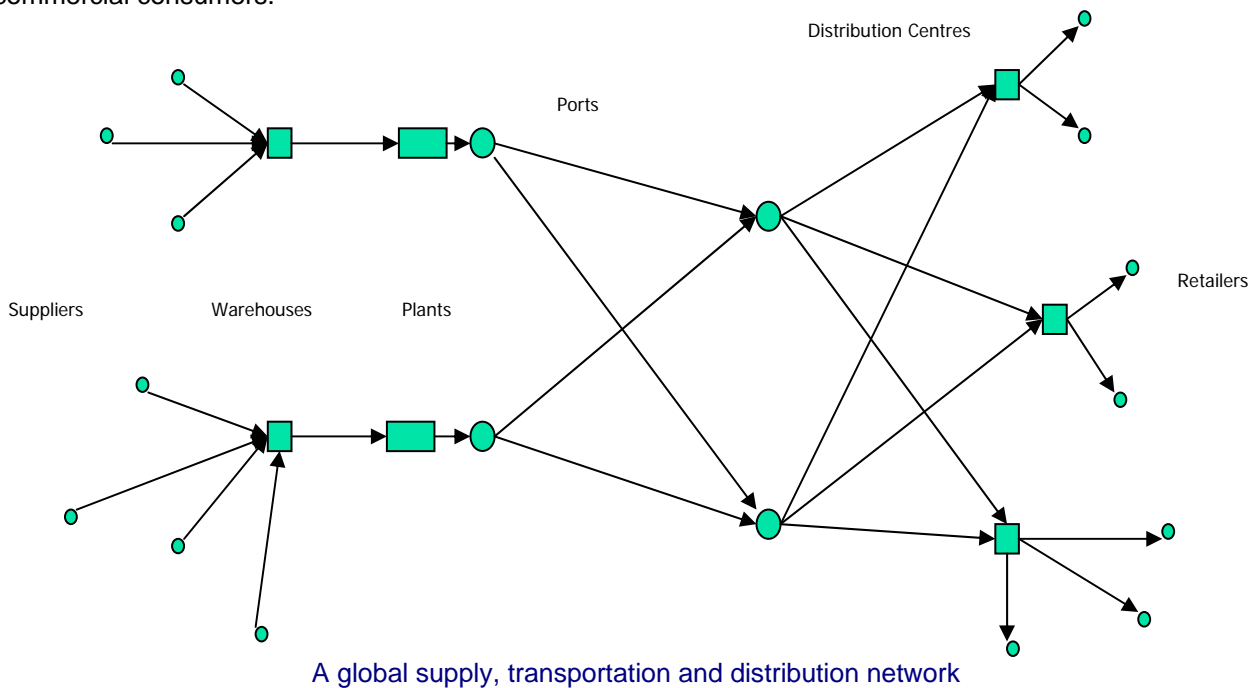 commercial consumers.
Distribution Centres
Ports
Retailers
Suppliers
Warehouses
Plants
A global supply, transportation and distribution network